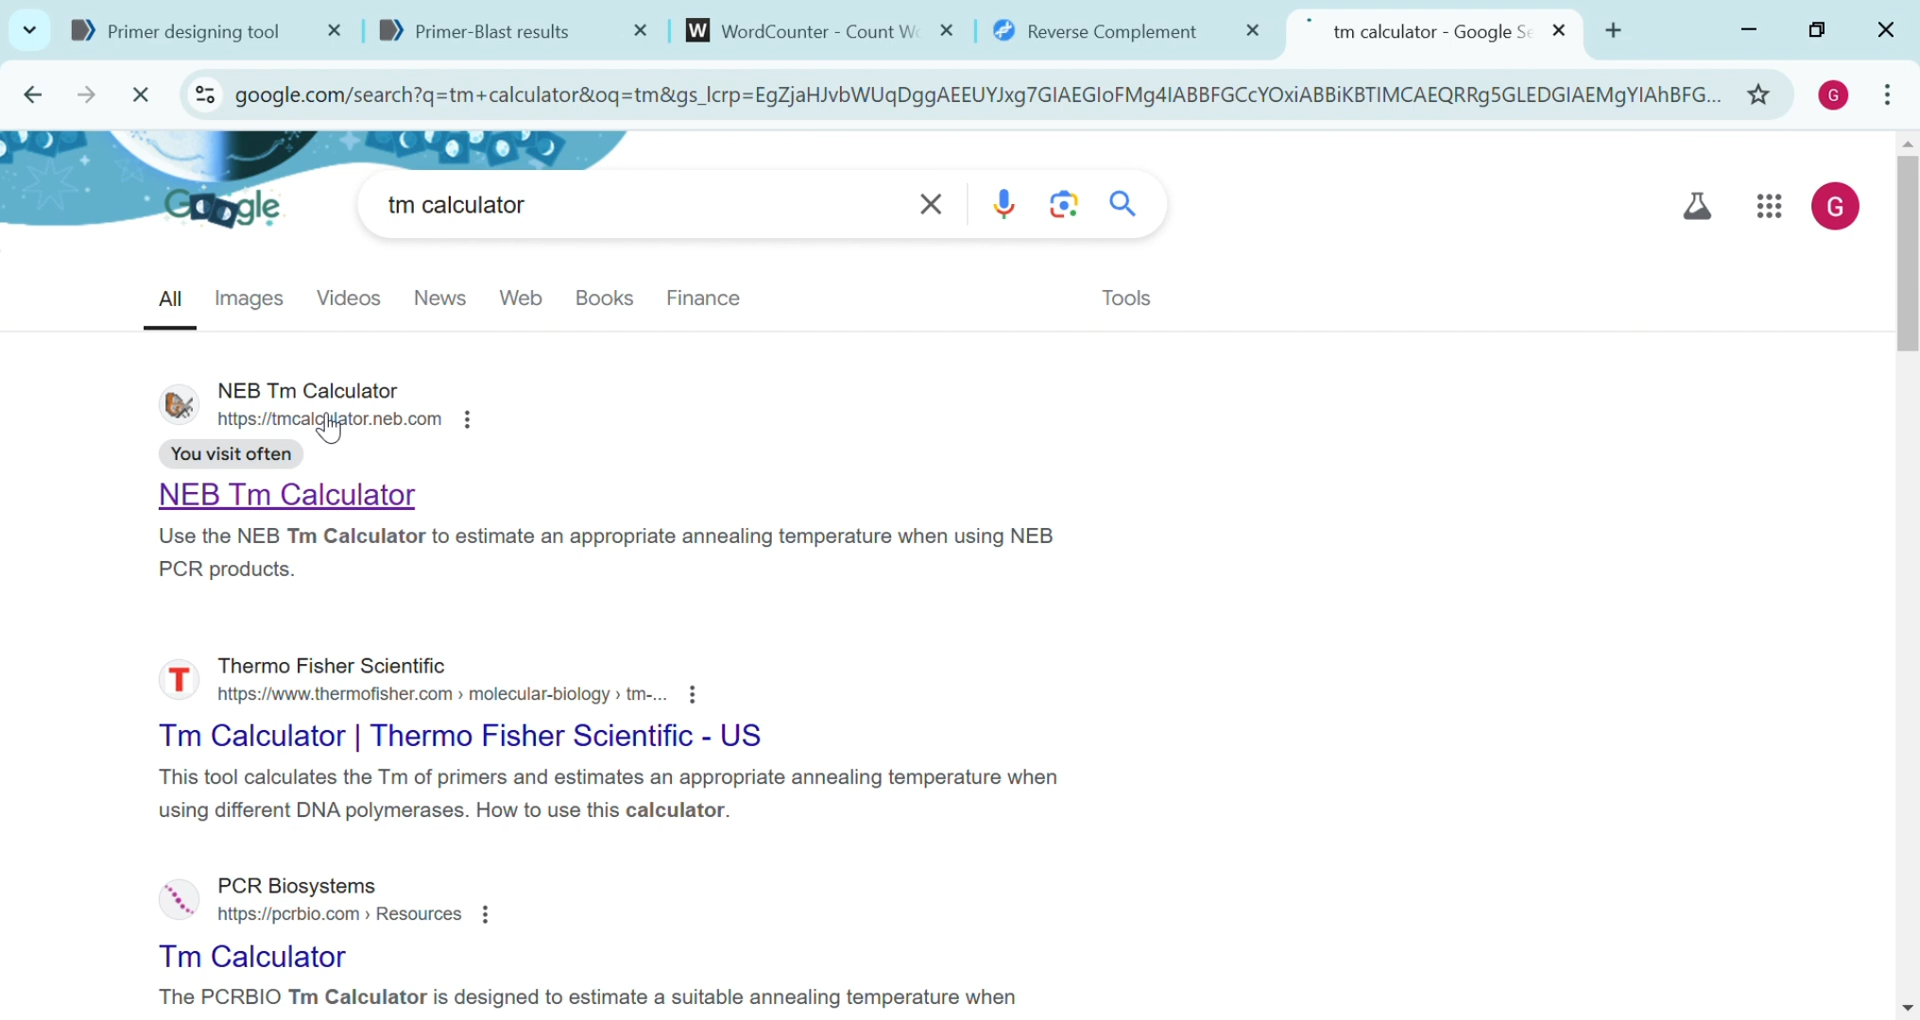 Primer designing tool
Primer-Blast results
W WordCounter - Count W
Reverse Complement
tm calculator - Google Se
google.com/search?q=tm+calculator&oq=tm&gs_lcrp=EgZjaHJvbWUqDggAEEUYJxg7GIAEGIoFMg4IABBFGCcYOxiABBiKBTIMCAEQRRg5GLEDGIAEMgYIAhBFG...
G
Google
tm calculator
G
All Images Videos News Web Books Finance Tools
NEB Tm Calculator
https://tmcalculator.neb.com
You visit often
NEB Tm Calculator
Use the NEB Tm Calculator to estimate an appropriate annealing temperature when using NEB
PCR products.
T
Thermo Fisher Scientific
https://www.thermofisher.com › molecular-biology › tm-...
Tm Calculator | Thermo Fisher Scientific - US
This tool calculates the Tm of primers and estimates an appropriate annealing temperature when
using different DNA polymerases. How to use this calculator.
PCR Biosystems
https://pcrbio.com › Resources
Tm Calculator
The PCRBIO Tm Calculator is designed to estimate a suitable annealing temperature when